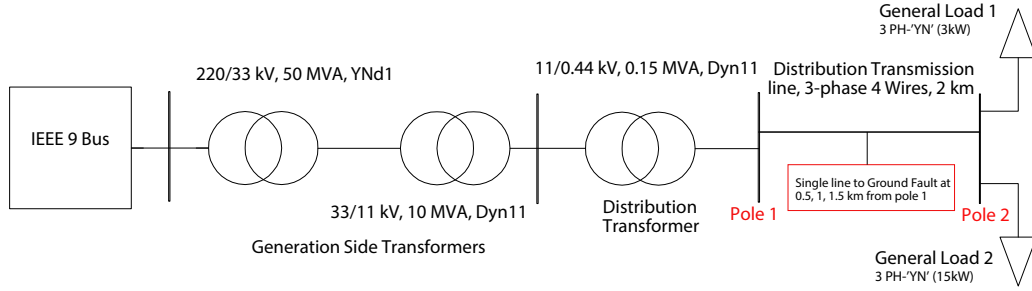 General Load 1
3 PH-'YN' (3kW)
220/33 kV, 50 MVA, YNd1
11/0.44 kV, 0.15 MVA, Dyn11
Distribution Transmission
line, 3-phase 4 Wires, 2 km
IEEE 9 Bus
Single line to Ground Fault at
0.5, 1, 1.5 km from pole 1
33/11 kV, 10 MVA, Dyn11
Distribution
Transformer
Pole 1
Pole 2
Generation Side Transformers
General Load 2
3 PH-'YN' (15kW)